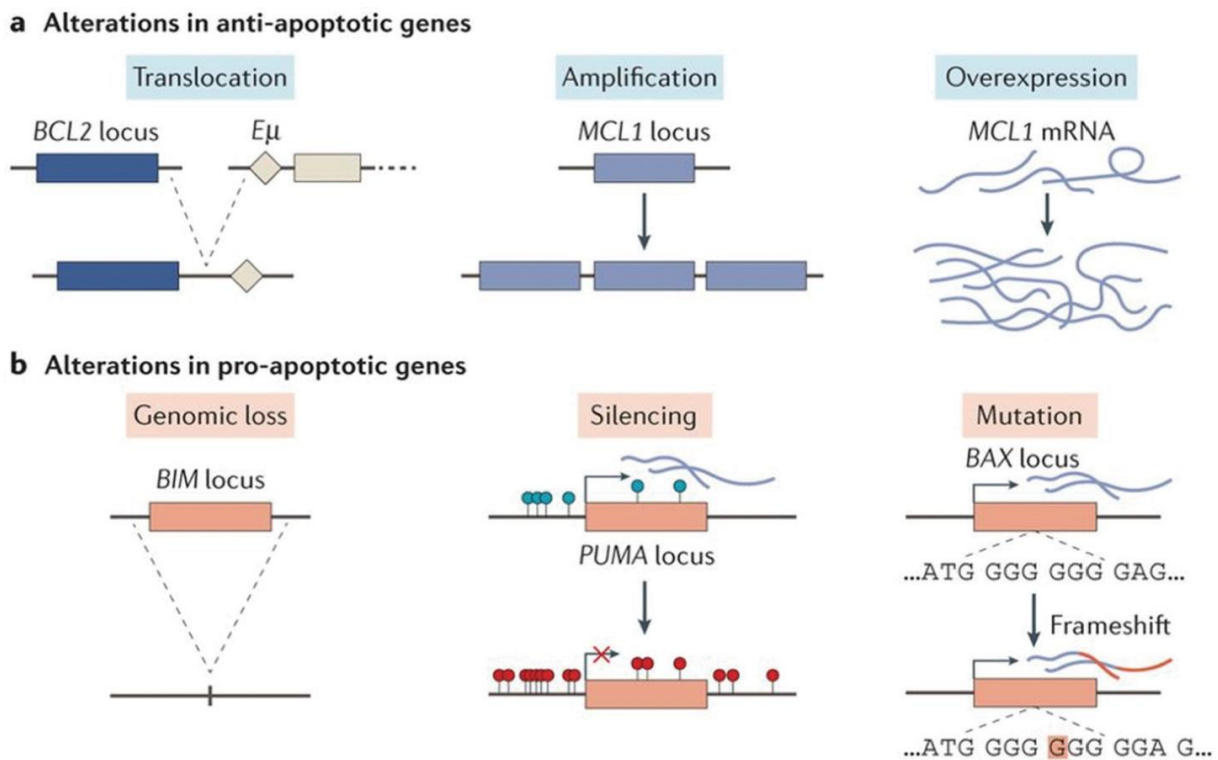 a Alterations in anti-apoptotic genes
Translocation
Amplification
Overexpression
BCL2 locus
Eμ
MCL1 locus
MCL1 mRNA
b Alterations in pro-apoptotic genes
Genomic loss
Silencing
Mutation
BIM locus
PUMA locus
BAX locus
...ATG GGG GGG GAG...
Frameshift
...ATG GGG GGG GGA G...